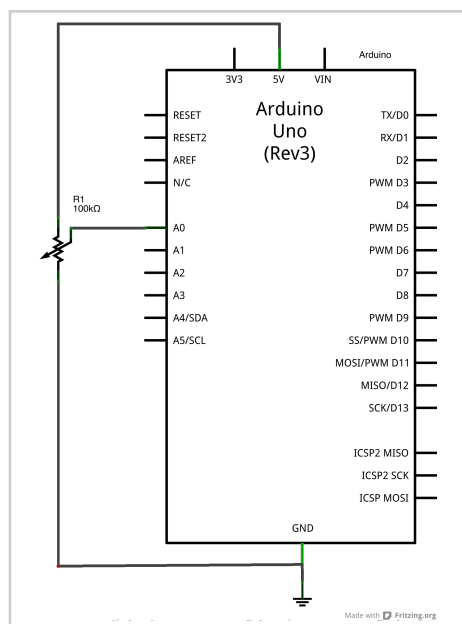 Arduino
3V3 5V VIN
Arduino
Uno
(Rev3)
RESET
RESET2
AREF
N/C
R1
100kΩ
A0
A1
A2
A3
A4/SDA
A5/SCL
TX/D0
RX/D1
D2
PWM D3
D4
PWM D5
PWM D6
D7
D8
PWM D9
SS/PWM D10
MOSI/PWM D11
MISO/D12
SCK/D13
ICSP2 MISO
ICSP2 SCK
ICSP MOSI
GND
Made with Fritzing.org